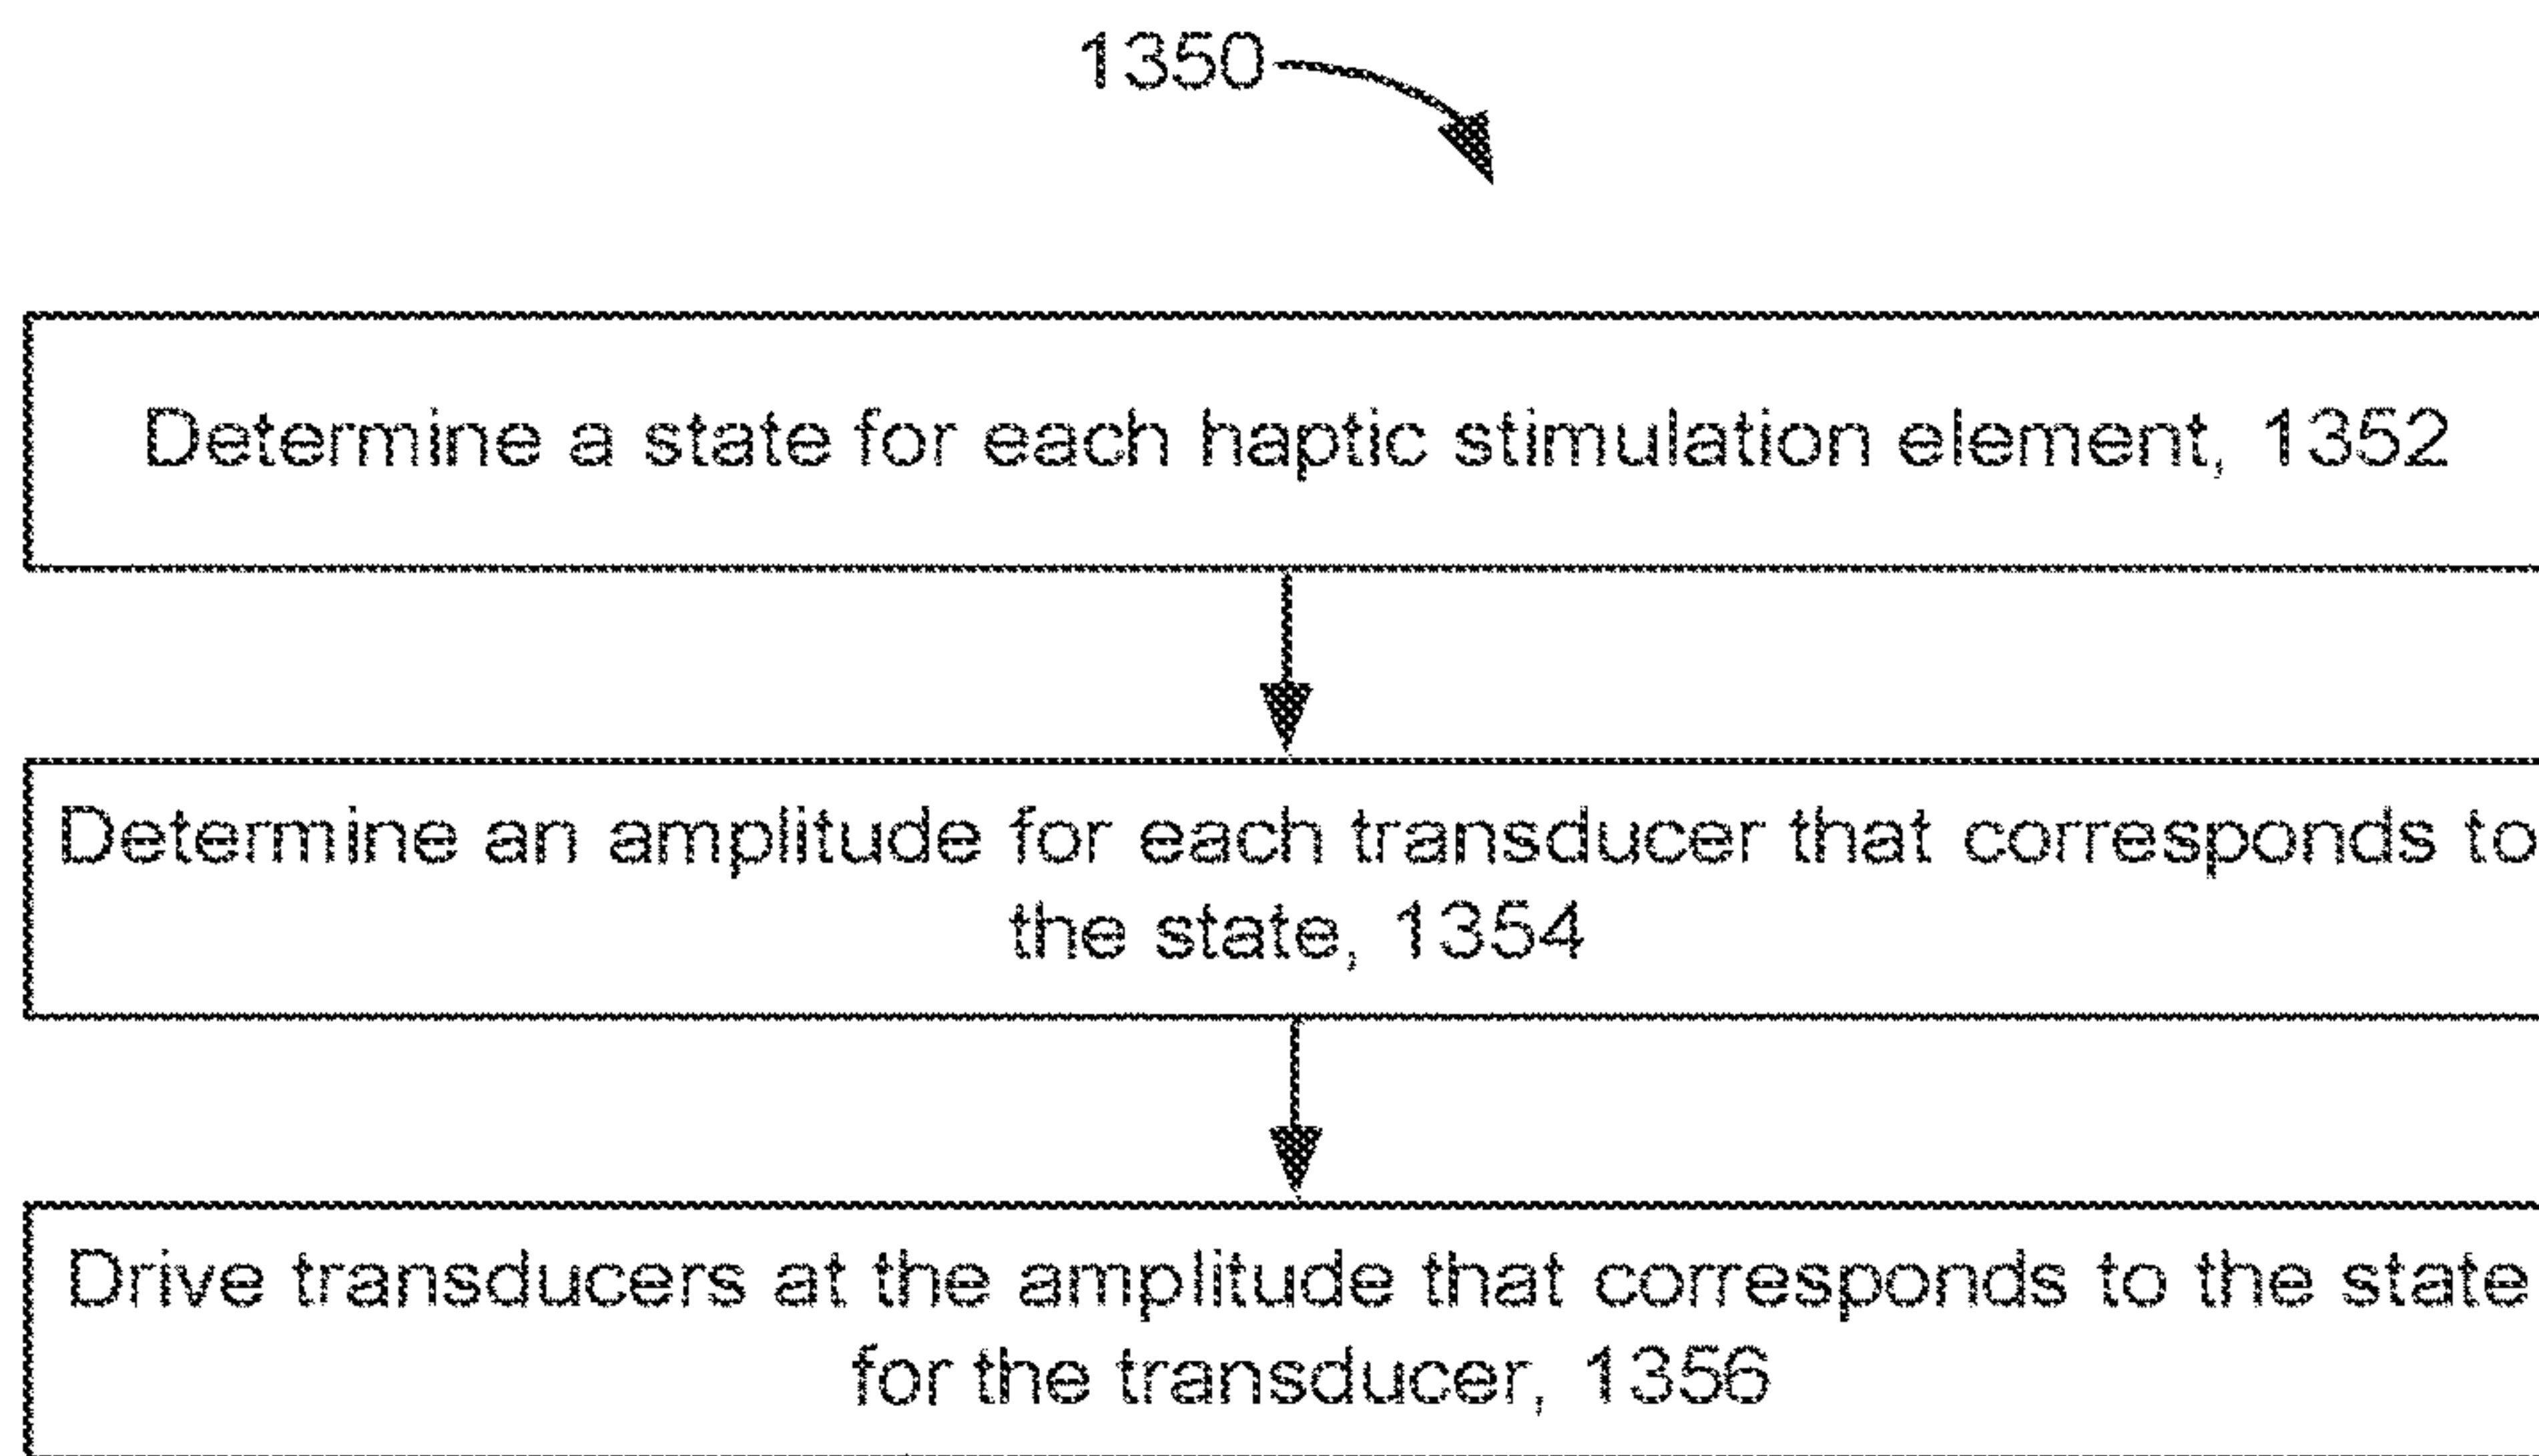 1350
Determine a state for each haptic stimulation element, 1352
Determine an amplitude for each transducer that corresponds to
the state, 1354
Drive transducers at the amplitude that corresponds to the state
for the transducer, 1356